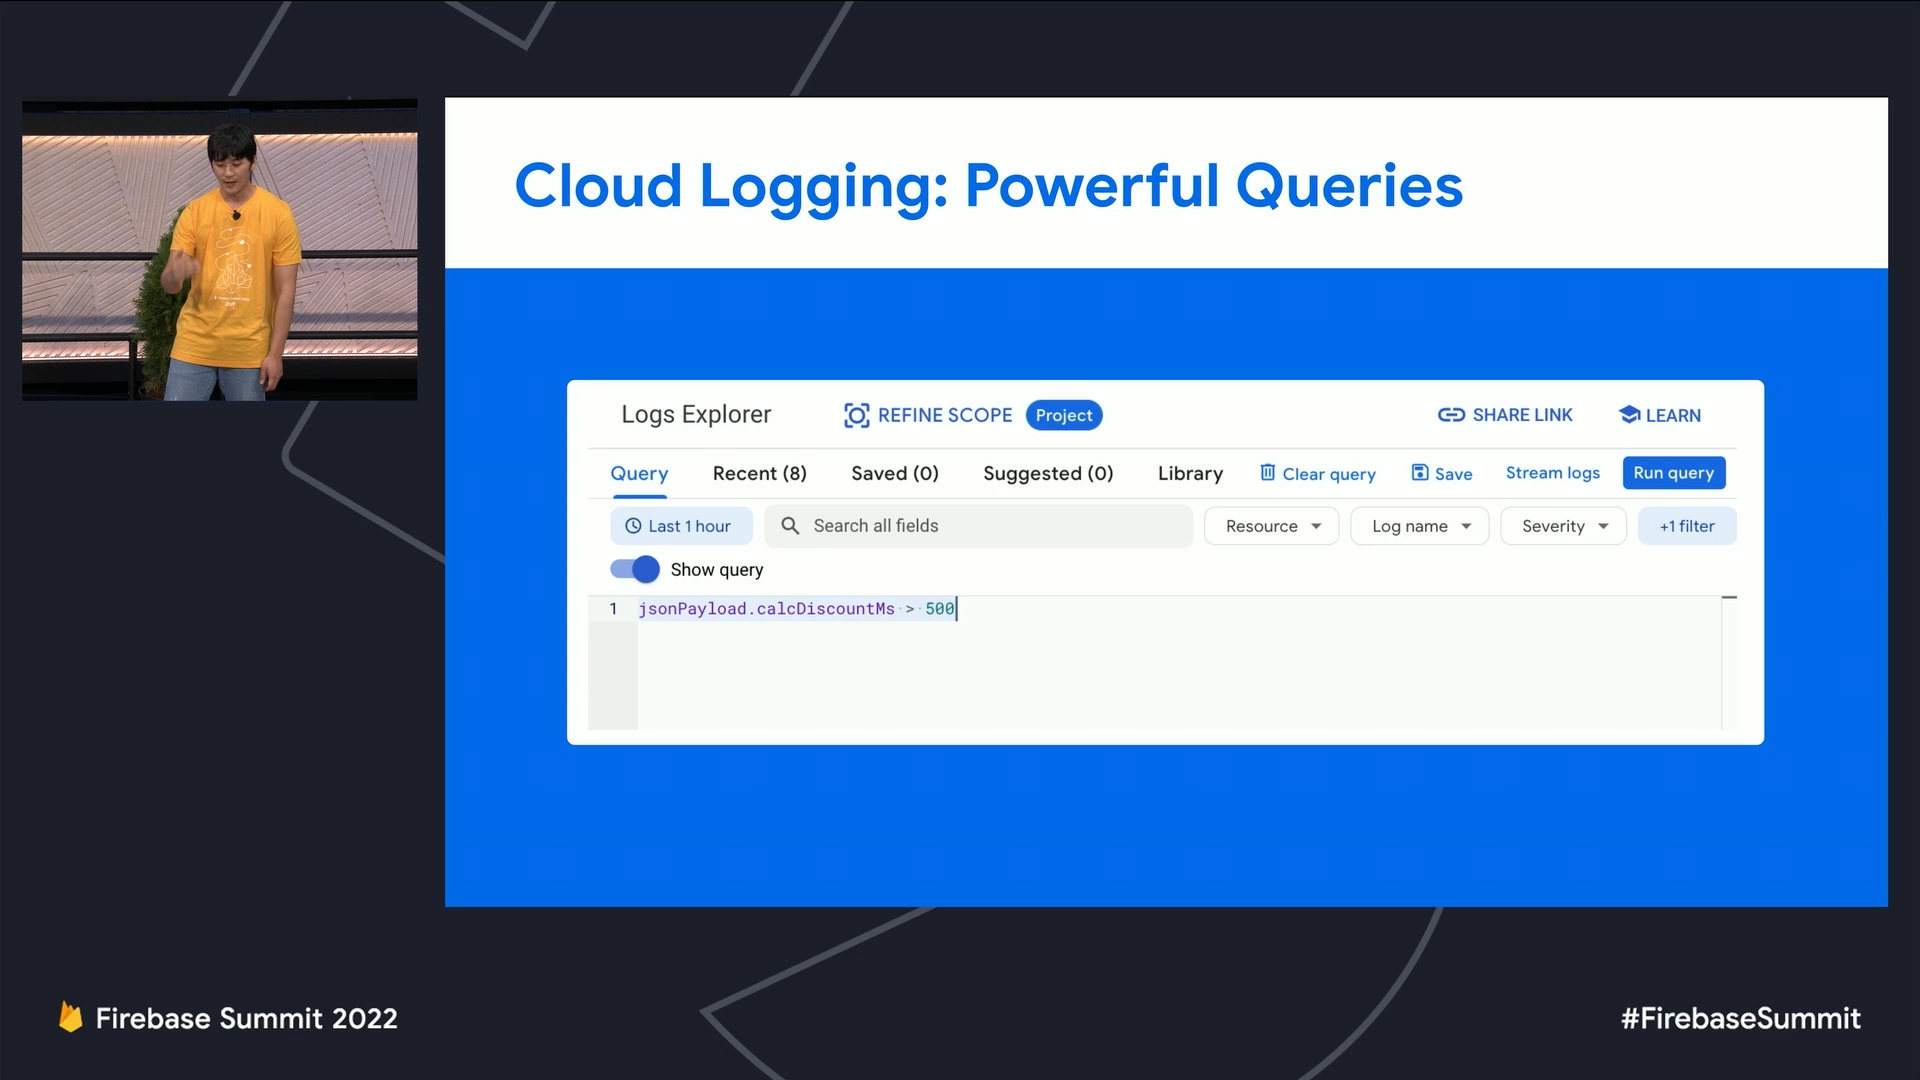 Cloud Logging: Powerful Queries
Logs Explorer
REFINE SCOPE
Project
SHARE LINK
LEARN
Query
Recent (8)
Saved (0)
Suggested (0)
Library
Clear query
Save
Stream logs
Run query
Last 1 hour
Search all fields
Resource
Log name
Severity
+1 filter
Show query
1 jsonPayload.calcDiscountMs > 500
Firebase Summit 2022
#FirebaseSummit